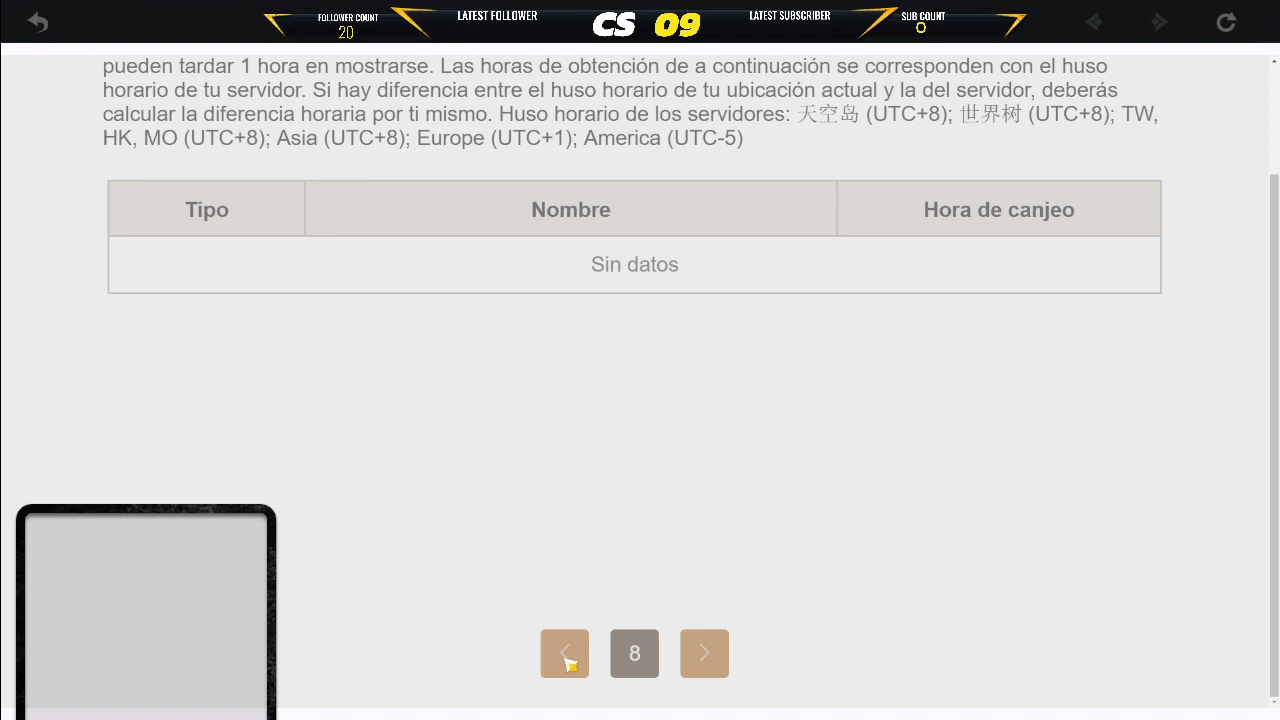 FOLLOWER COUNT
20
LATEST FOLLOWER
CS 09
LATEST SUBSCRIBER
SUB COUNT
0
pueden tardar 1 hora en mostrarse. Las horas de obtención de a continuación se corresponden con el huso
horario de tu servidor. Si hay diferencia entre el huso horario de tu ubicación actual y la del servidor, deberás
calcular la diferencia horaria por ti mismo. Huso horario de los servidores: 天空岛 (UTC+8); 世界树 (UTC+8); TW,
HK, MO (UTC+8); Asia (UTC+8); Europe (UTC+1); America (UTC-5)
Tipo Nombre Hora de canjeo
Sin datos
8